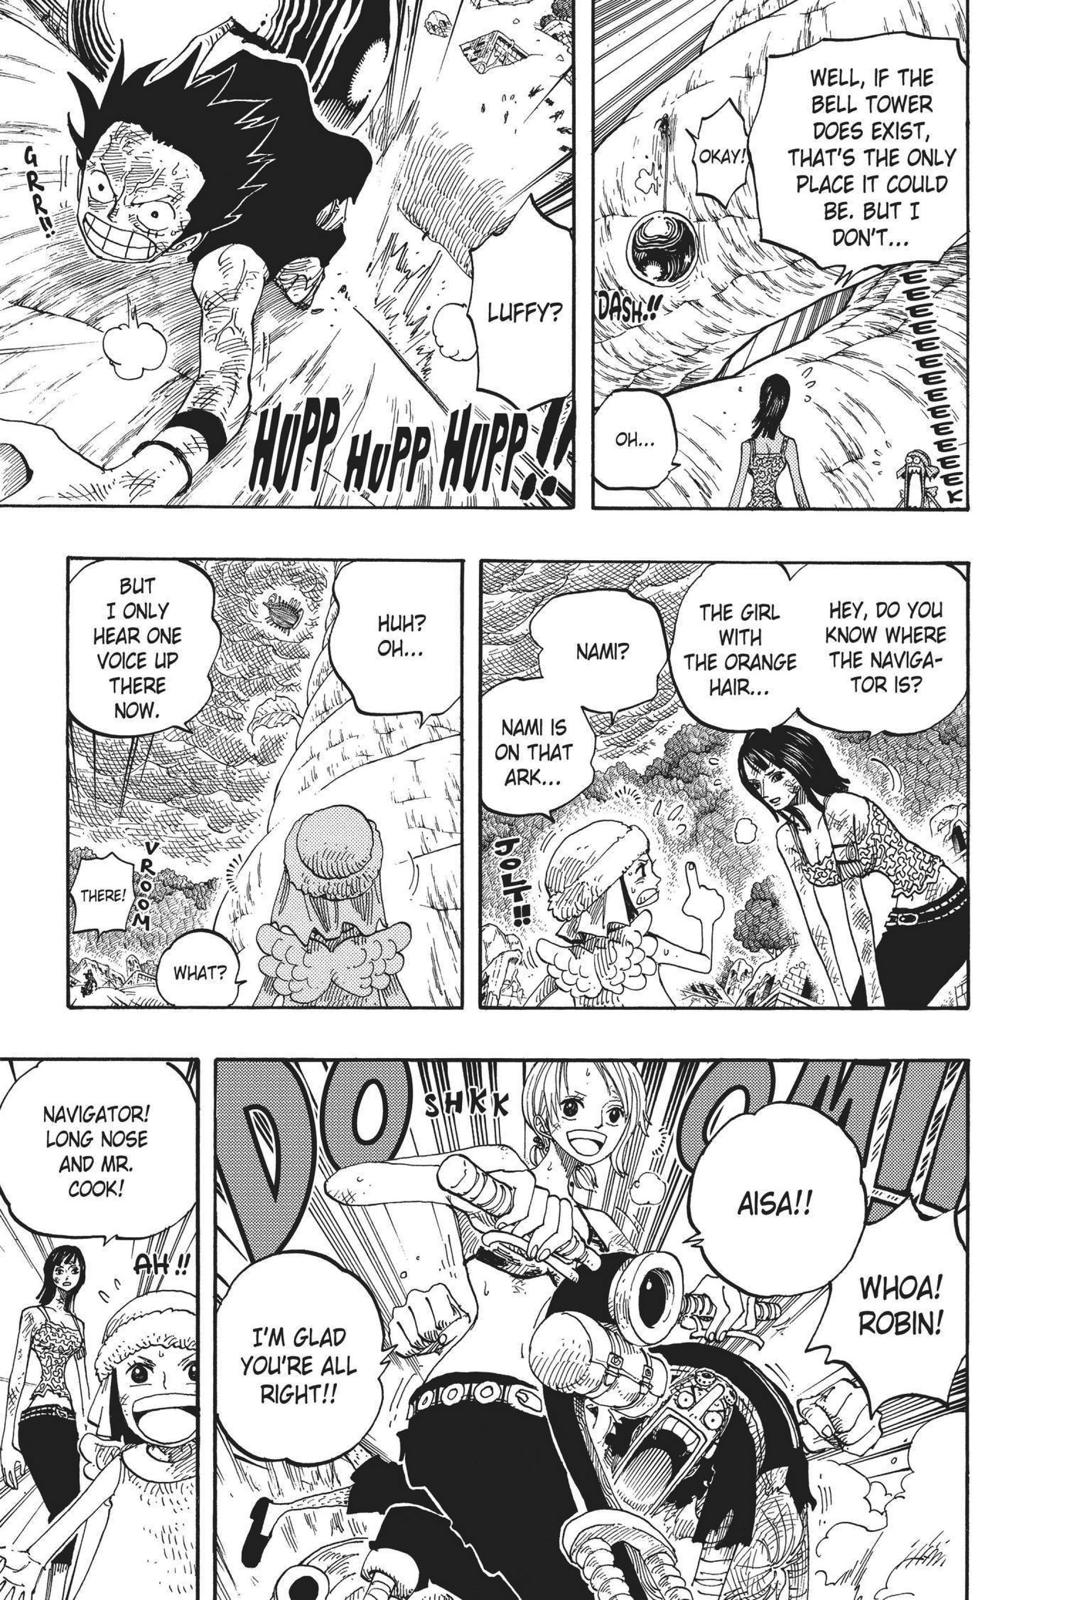 WELL, IF THE
BELL TOWER
DOES EXIST,
THAT'S THE ONLY
PLACE IT COULD
BE. BUT I
DON'T...
OKAY!
DASH!!
EEEEEEEEEEEEK
OH...
LUFFY?
GRR!!
HUPP HUPP HUPP!!
HEY, DO YOU
KNOW WHERE
THE NAVIGA-
TOR IS?
THE GIRL
WITH
THE ORANGE
HAIR...
NAMI?
NAMI IS
ON THAT
ARK...
JOLT!!
HUH?
OH...
BUT
I ONLY
HEAR ONE
VOICE UP
THERE
NOW.
VROOM
THERE!
WHAT?
DOOMM
SHKK
AISA!!
WHOA!
ROBIN!
I'M GLAD
YOU'RE ALL
RIGHT!!
NAVIGATOR!
LONG NOSE
AND MR.
COOK!
AH!!